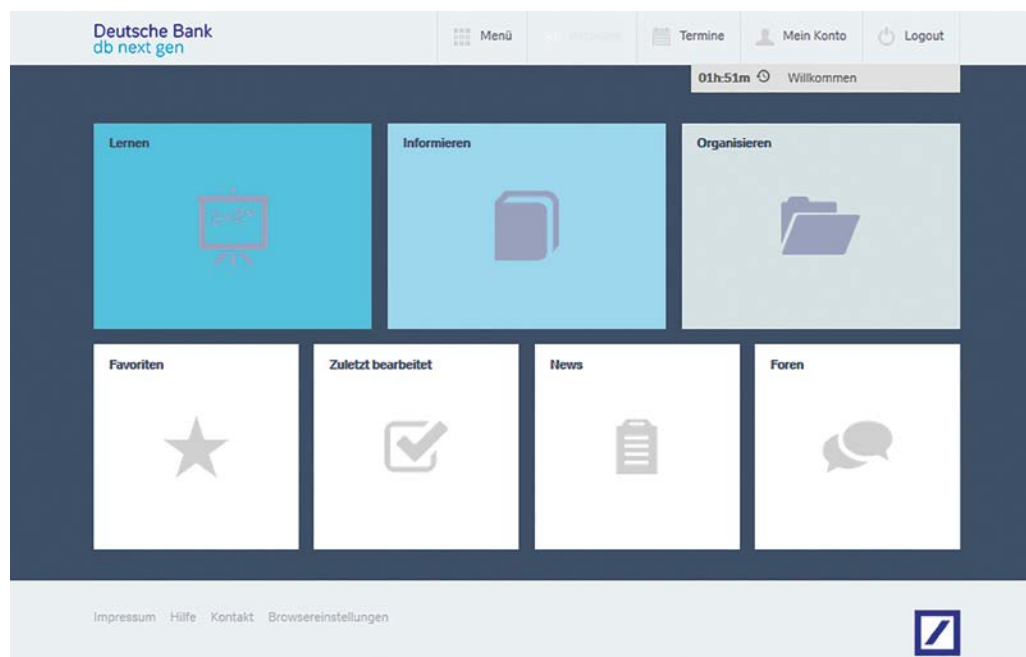 Deutsche Bank
db next gen
Menü
Termine
Mein Konto
Logout
01h:51m Willkommen
Lernen
Informieren
Organisieren
Favoriten
Zuletzt bearbeitet
News
Foren
Impressum Hilfe Kontakt Browsereinstellungen